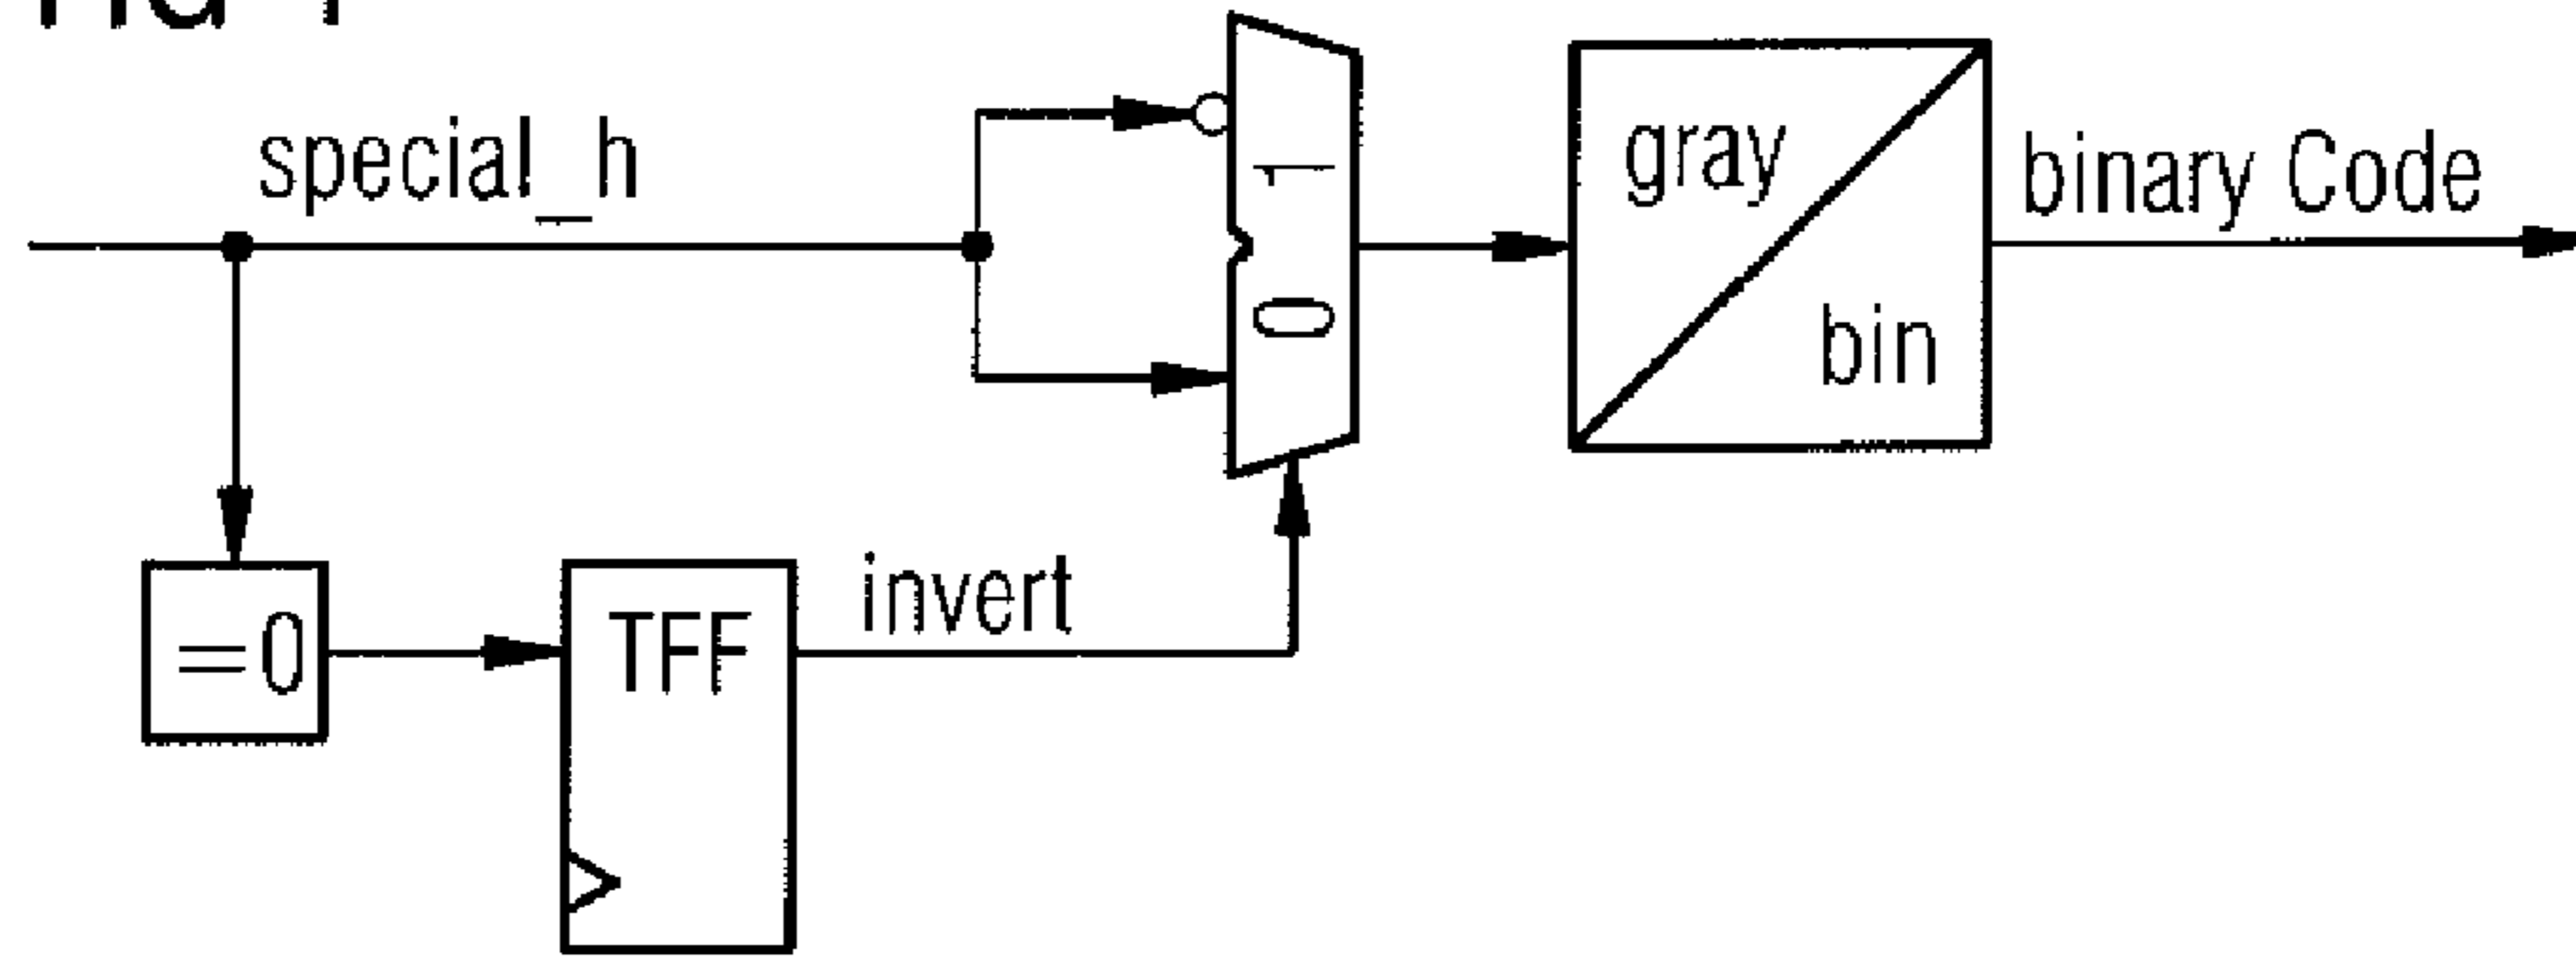 special_h
1
0
gray
bin
binary Code
=0
TFF
invert